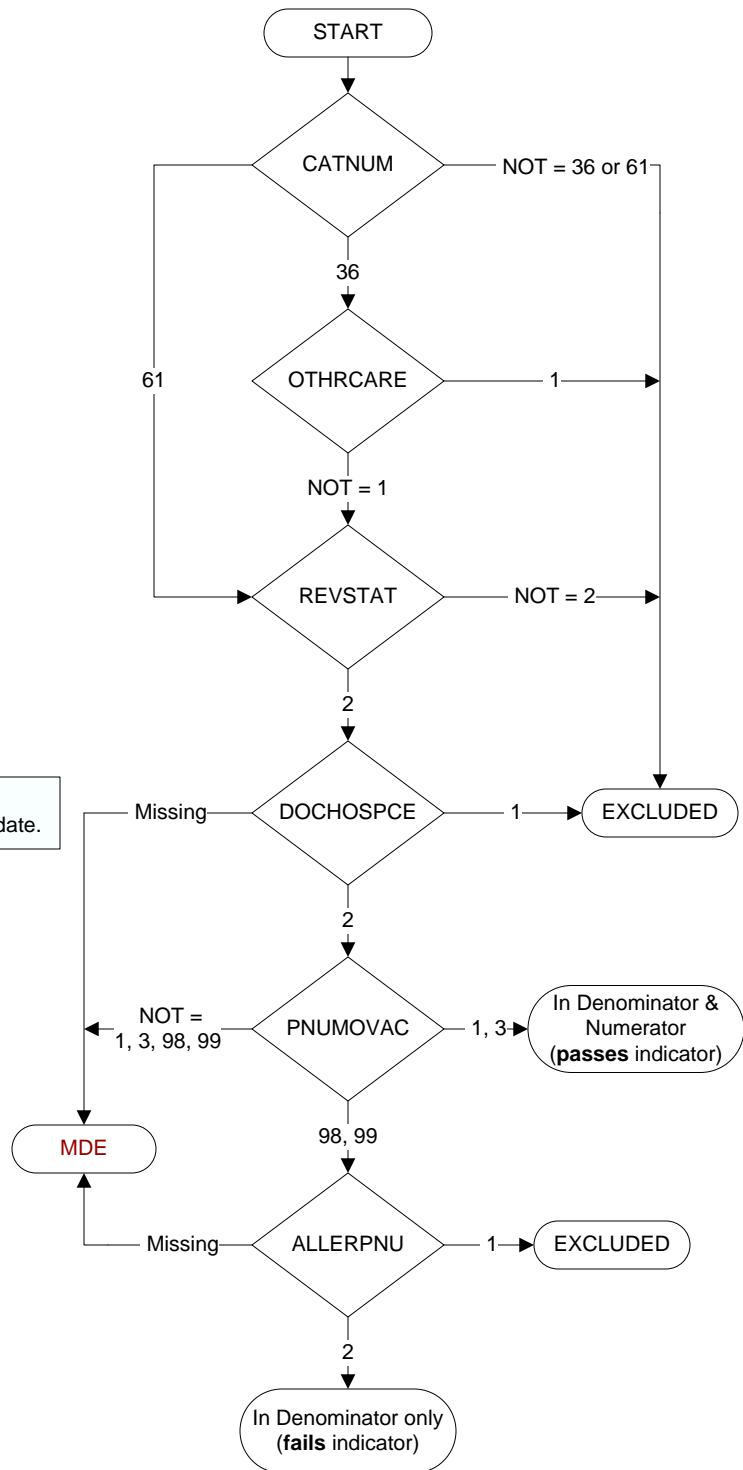 START
CATNUM
NOT = 36 or 61
36
61
OTHRCARE
1
NOT = 1
REVSTAT
NOT = 2
2
date.
Missing
DOCHOSPCE
1
EXCLUDED
2
NOT =
1, 3, 98, 99
PNUMOVAC
1, 3
In Denominator &
Numerator
(passes indicator)
98, 99
MDE
Missing
ALLERPNU
1
EXCLUDED
2
In Denominator only
(fails indicator)